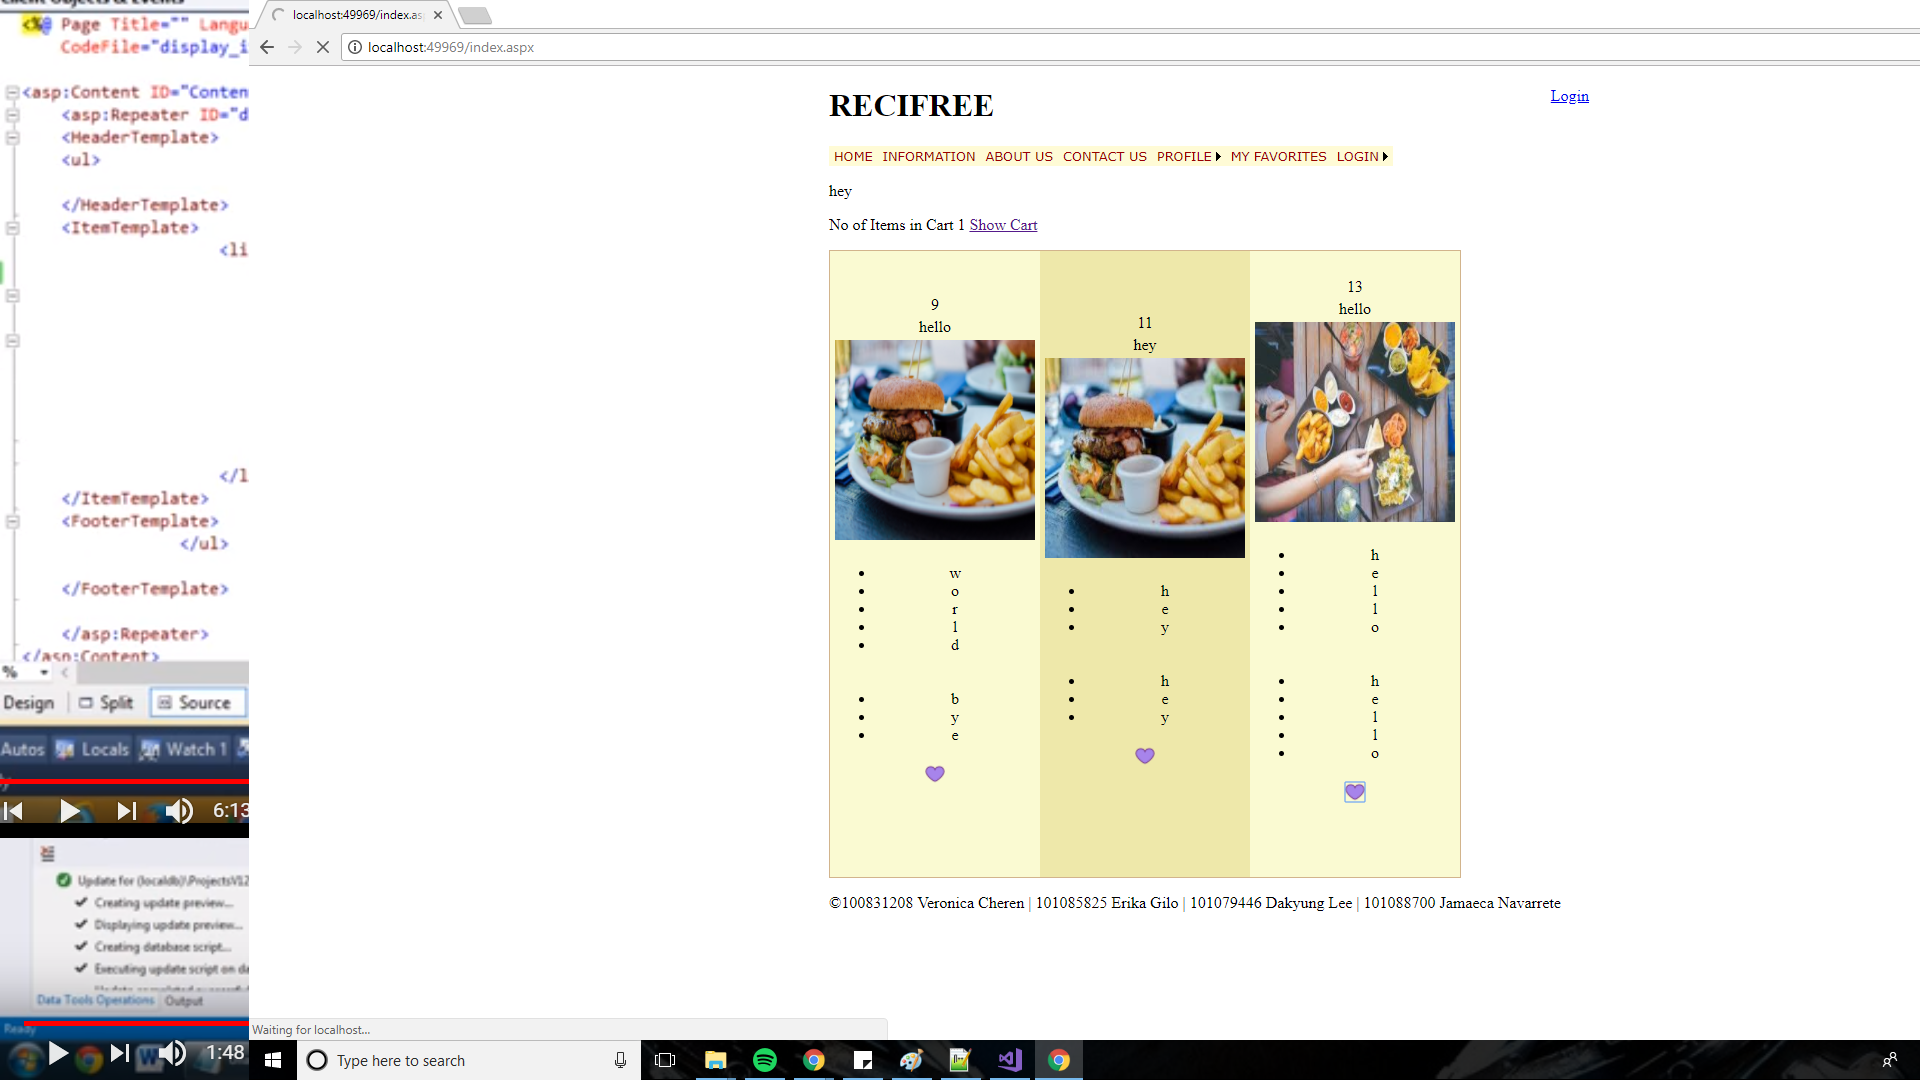 Client Objects & Events
<%@ Page Title="" Langu
CodeFile="display_i
<asp:Content ID="Conten
<asp:Repeater ID="d
<HeaderTemplate>
<ul>
</HeaderTemplate>
<ItemTemplate>
<li
</l
</ItemTemplate>
<FooterTemplate>
</ul>
</FooterTemplate>
</asp:Repeater>
</asp:Content>
%
Design Split Source
Autos Locals Watch 1
6:13
Update for (localdb)\ProjectsV12
Creating update preview...
Displaying update preview...
Creating database script...
Executing update script on da
Data Tools Operations Output
Ready
1:48
localhost:49969/index.as
localhost:49969/index.aspx
RECIFREE
Login
HOME INFORMATION ABOUT US CONTACT US PROFILE MY FAVORITES LOGIN
hey
No of Items in Cart 1 Show Cart
9
hello
w
o
r
l
d
b
y
e
11
hey
h
e
y
h
e
y
13
hello
h
e
l
l
o
h
e
l
l
o
©100831208 Veronica Cheren | 101085825 Erika Gilo | 101079446 Dakyung Lee | 101088700 Jamaeca Navarrete
Waiting for localhost...
Type here to search